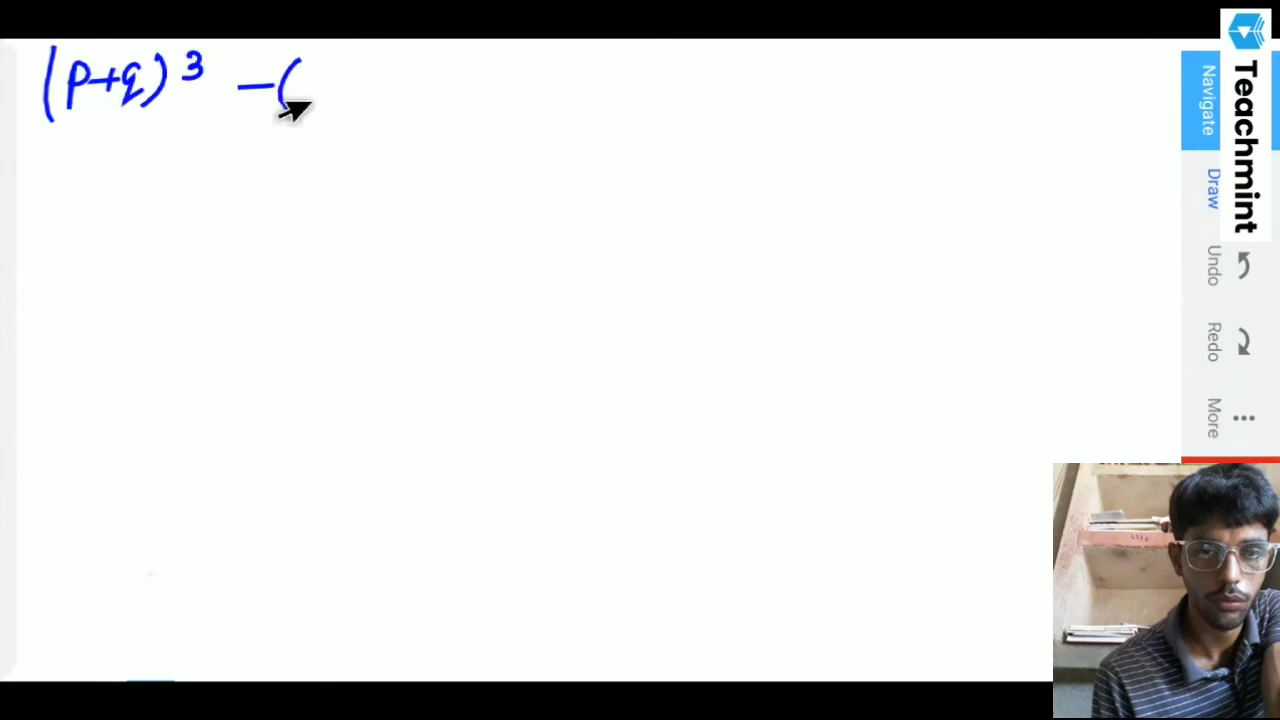 (p+q)³ -(
Teachmint
Navigate
Draw
Undo
Redo
More